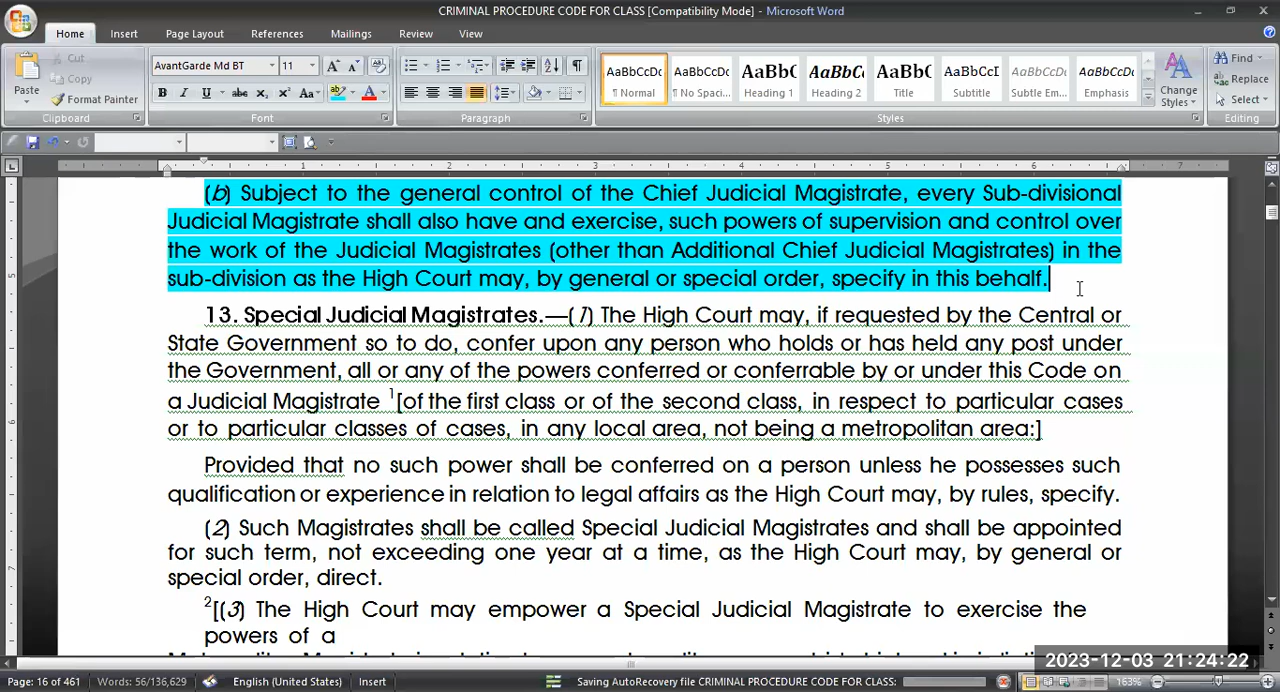 CRIMINAL PROCEDURE CODE FOR CLASS [Compatibility Mode] - Microsoft Word
Home Insert Page Layout References Mailings Review View
Paste Cut Copy Format Painter
AvantGarde Md BT 11
AaBbCcDc AaBbCcDc AaBbC AaBbCc AaBbC AaBbCcI AaBbCcDc AaBbCcDc
¶ Normal ¶ No Spaci... Heading 1 Heading 2 Title Subtitle Subtle Em... Emphasis
Change Styles
Find Replace Select
Clipboard Font Paragraph Styles Editing
(b) Subject to the general control of the Chief Judicial Magistrate, every Sub-divisional
Judicial Magistrate shall also have and exercise, such powers of supervision and control over
the work of the Judicial Magistrates (other than Additional Chief Judicial Magistrates) in the
sub-division as the High Court may, by general or special order, specify in this behalf.
13. Special Judicial Magistrates.—(1) The High Court may, if requested by the Central or
State Government so to do, confer upon any person who holds or has held any post under
the Government, all or any of the powers conferred or conferrable by or under this Code on
a Judicial Magistrate 1[of the first class or of the second class, in respect to particular cases
or to particular classes of cases, in any local area, not being a metropolitan area:]
Provided that no such power shall be conferred on a person unless he possesses such
qualification or experience in relation to legal affairs as the High Court may, by rules, specify.
(2) Such Magistrates shall be called Special Judicial Magistrates and shall be appointed
for such term, not exceeding one year at a time, as the High Court may, by general or
special order, direct.
2[(3) The High Court may empower a Special Judicial Magistrate to exercise the
powers of a
2023-12-03 21:24:22
Page: 16 of 461 Words: 56/136,629 English (United States) Insert Saving AutoRecovery file CRIMINAL PROCEDURE CODE FOR CLASS: 163%